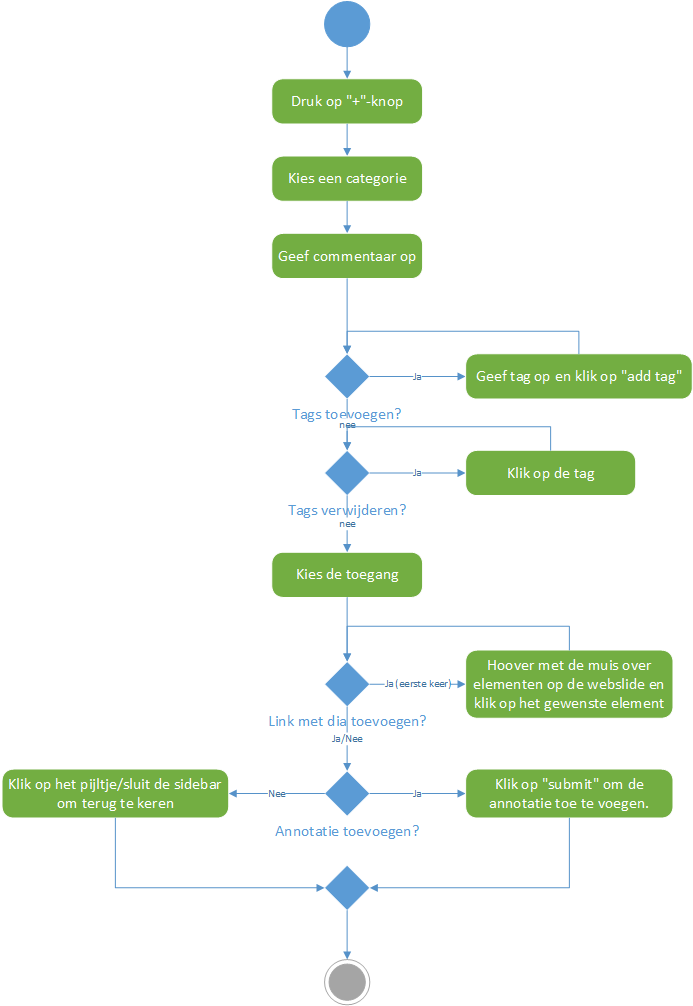 Druk op "+"-knop
Kies een categorie
Geef commentaar op
Ja
Geef tag op en klik op "add tag"
Tags toevoegen?
nee
Ja
Klik op de tag
Tags verwijderen?
nee
Kies de toegang
Ja (eerste keer)
Hoover met de muis over
elementen op de webslide en
klik op het gewenste element
Link met dia toevoegen?
Ja/Nee
Klik op het pijltje/sluit de sidebar
om terug te keren
Nee
Ja
Klik op "submit" om de
annotatie toe te voegen.
Annotatie toevoegen?